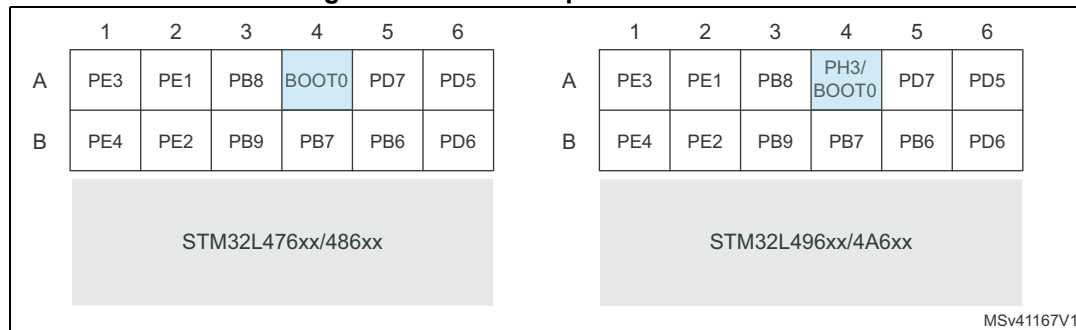 1 2 3 4 5 6 1 2 3 4 5 6
A PE3 PE1 PB8 BOOT0 PD7 PD5 A PE3 PE1 PB8 PH3/ BOOT0 PD7 PD5
B PE4 PE2 PB9 PB7 PB6 PD6 B PE4 PE2 PB9 PB7 PB6 PD6
STM32L476xx/486xx STM32L496xx/4A6xx
MSv41167V1